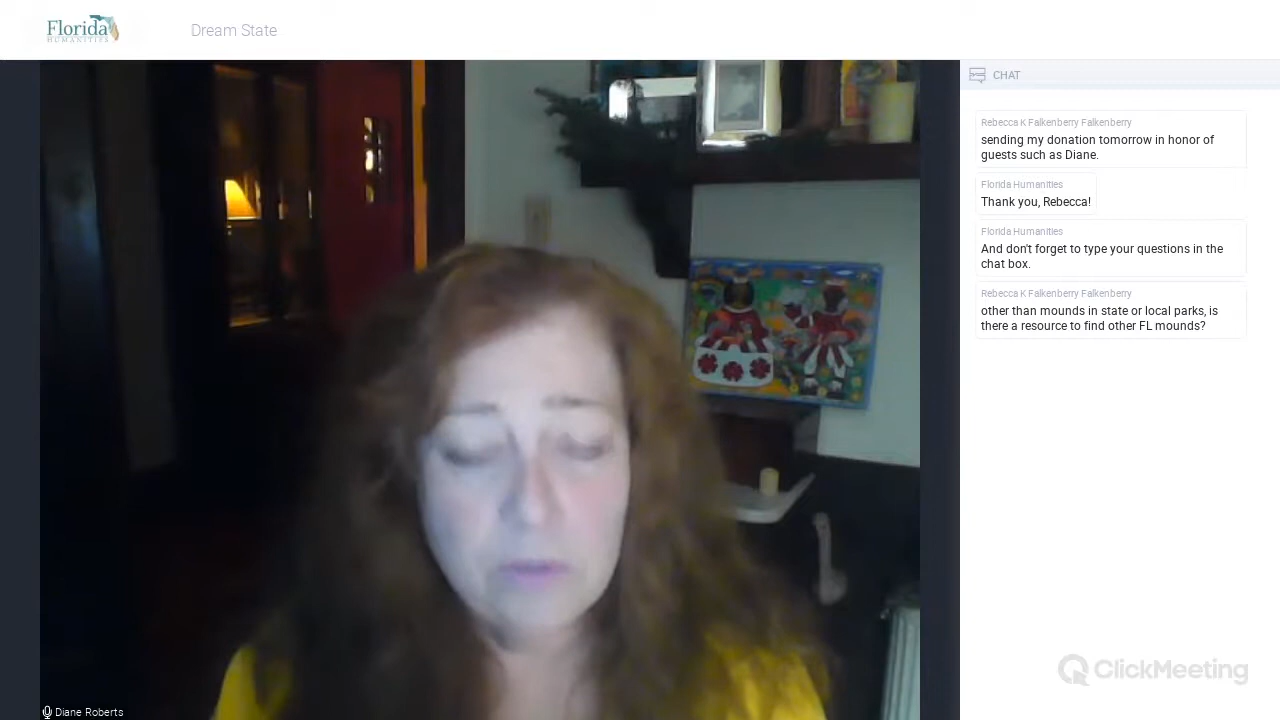 Florida
HUMANITIES
Dream State
CHAT
Rebecca K Falkenberry Falkenberry
sending my donation tomorrow in honor of
guests such as Diane.
Florida Humanities
Thank you, Rebecca!
Florida Humanities
And don't forget to type your questions in the
chat box.
Rebecca K Falkenberry Falkenberry
other than mounds in state or local parks, is
there a resource to find other FL mounds?
ClickMeeting
Diane Roberts